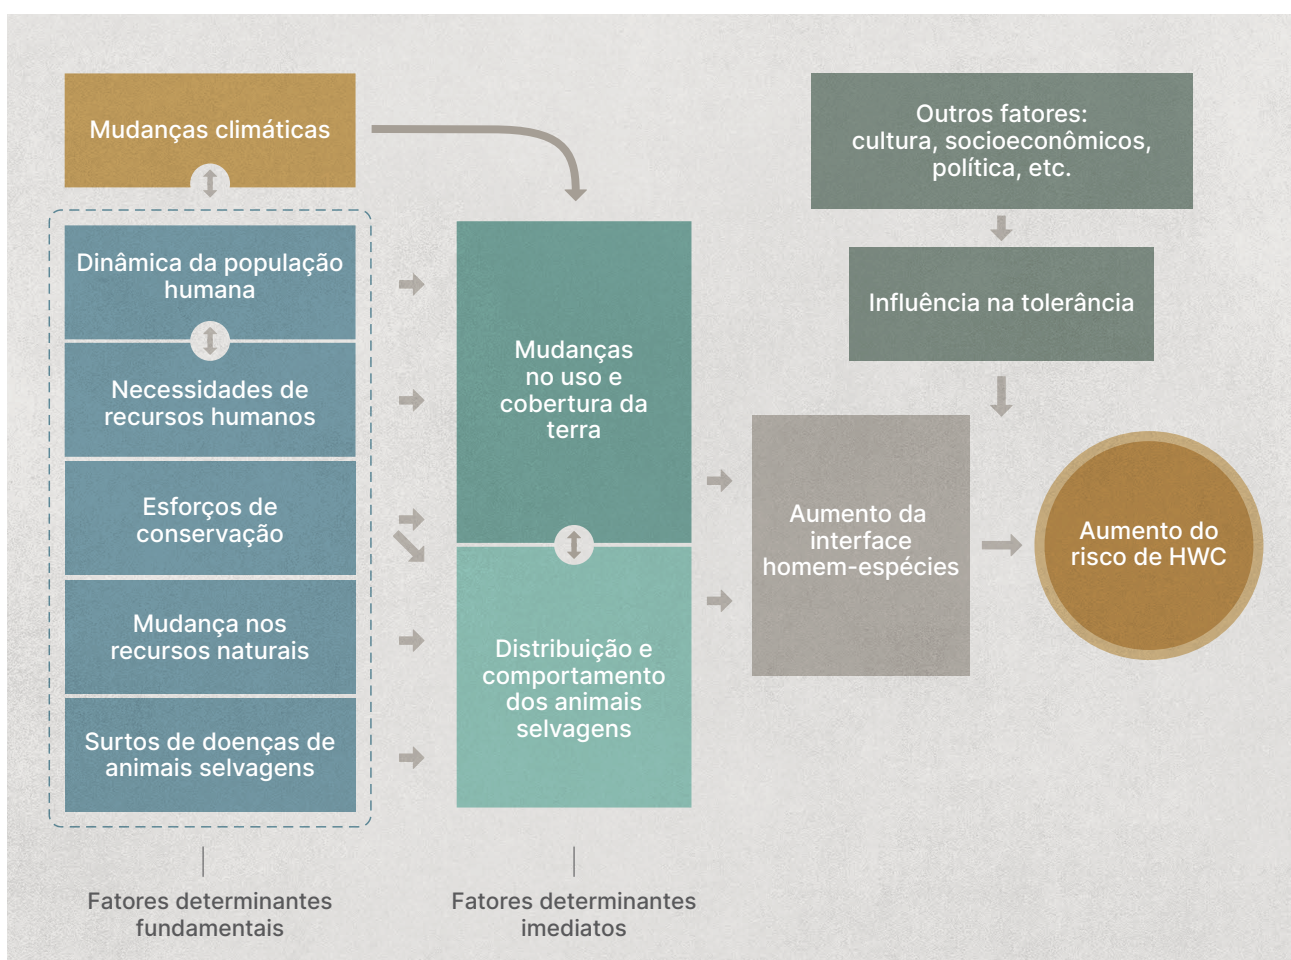 Mudanças climáticas
Dinâmica da população
humana
Necessidades de
recursos humanos
Esforços de
conservação
Mudança nos
recursos naturais
Surtos de doenças de
animais selvagens
Fatores determinantes
fundamentais
Mudanças
no uso e
cobertura da
terra
Distribuição e
comportamento
dos animais
selvagens
Fatores determinantes
imediatos
Outros fatores:
cultura, socioeconômicos,
política, etc.
Influência na tolerância
Aumento da
interface
homem-espécies
Aumento do
risco de HWC